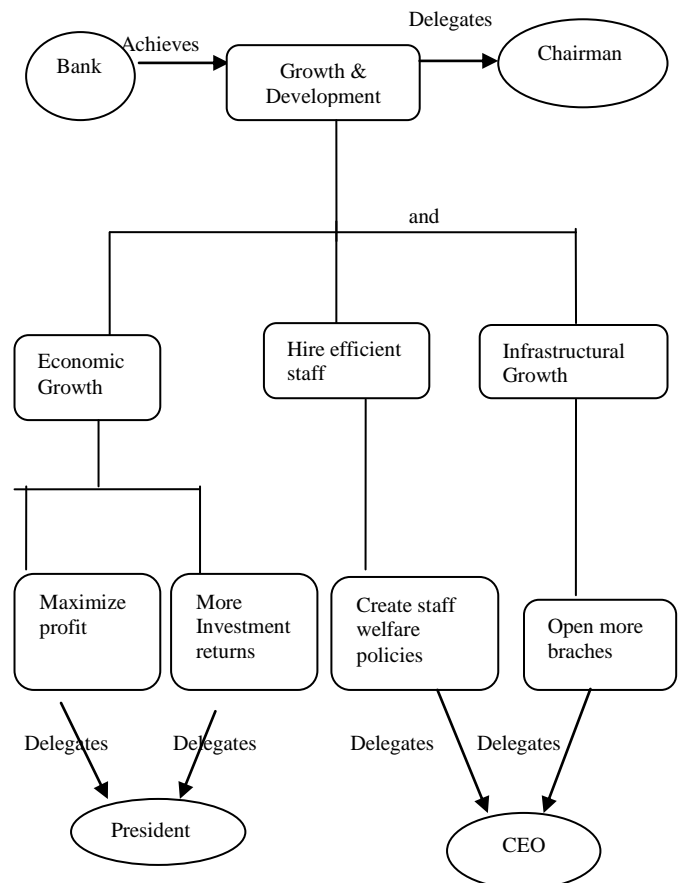 Delegates
Achieves
Bank
Growth &
Development
Chairman
and
Economic
Growth
Hire efficient
staff
Infrastructural
Growth
Maximize
profit
More
Investment
returns
Create staff
welfare
policies
Open more
braches
Delegates
Delegates
Delegates
Delegates
President
CEO